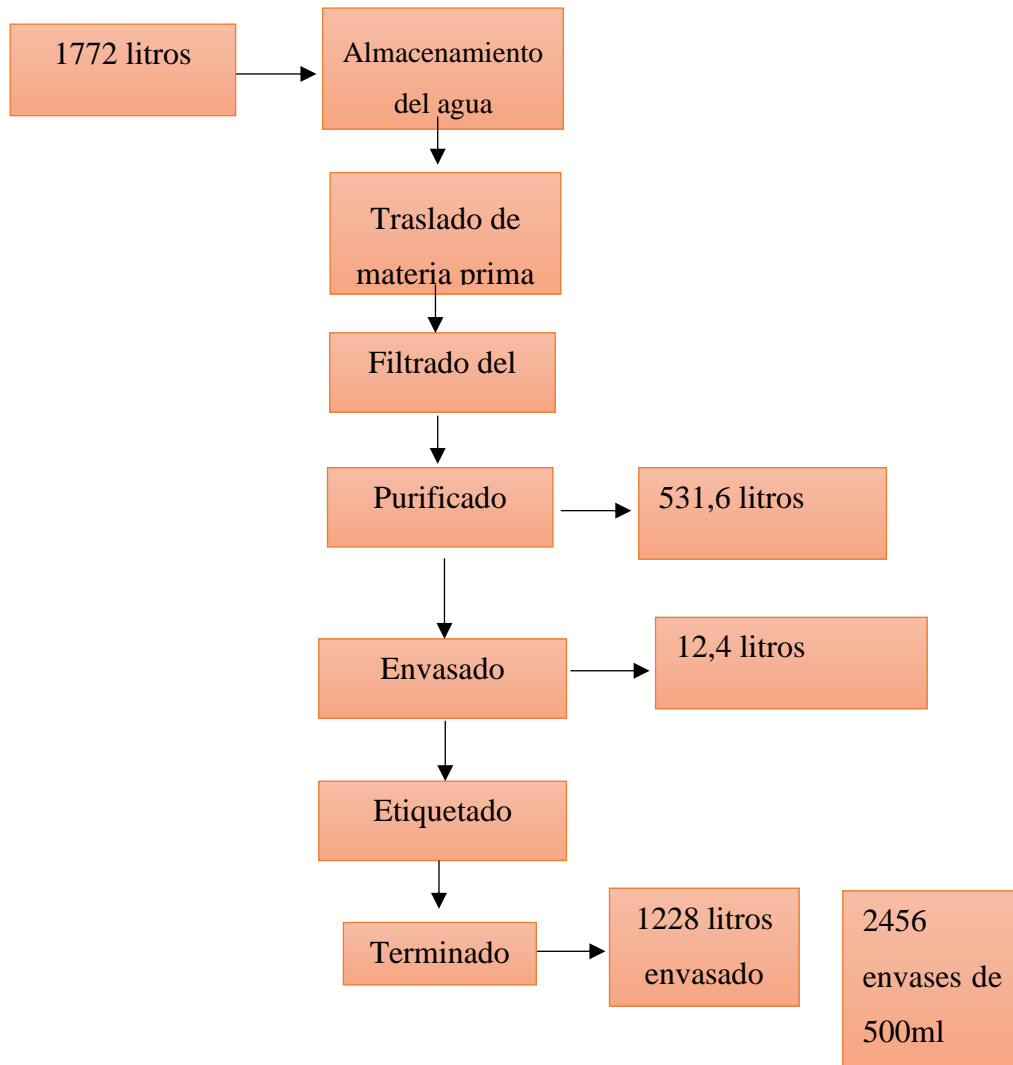 1772 litros
Almacenamiento
del agua
Traslado de
materia prima
Filtrado del
Purificado
531,6 litros
Envasado
12,4 litros
Etiquetado
Terminado
1228 litros
envasado
2456
envases de
500ml